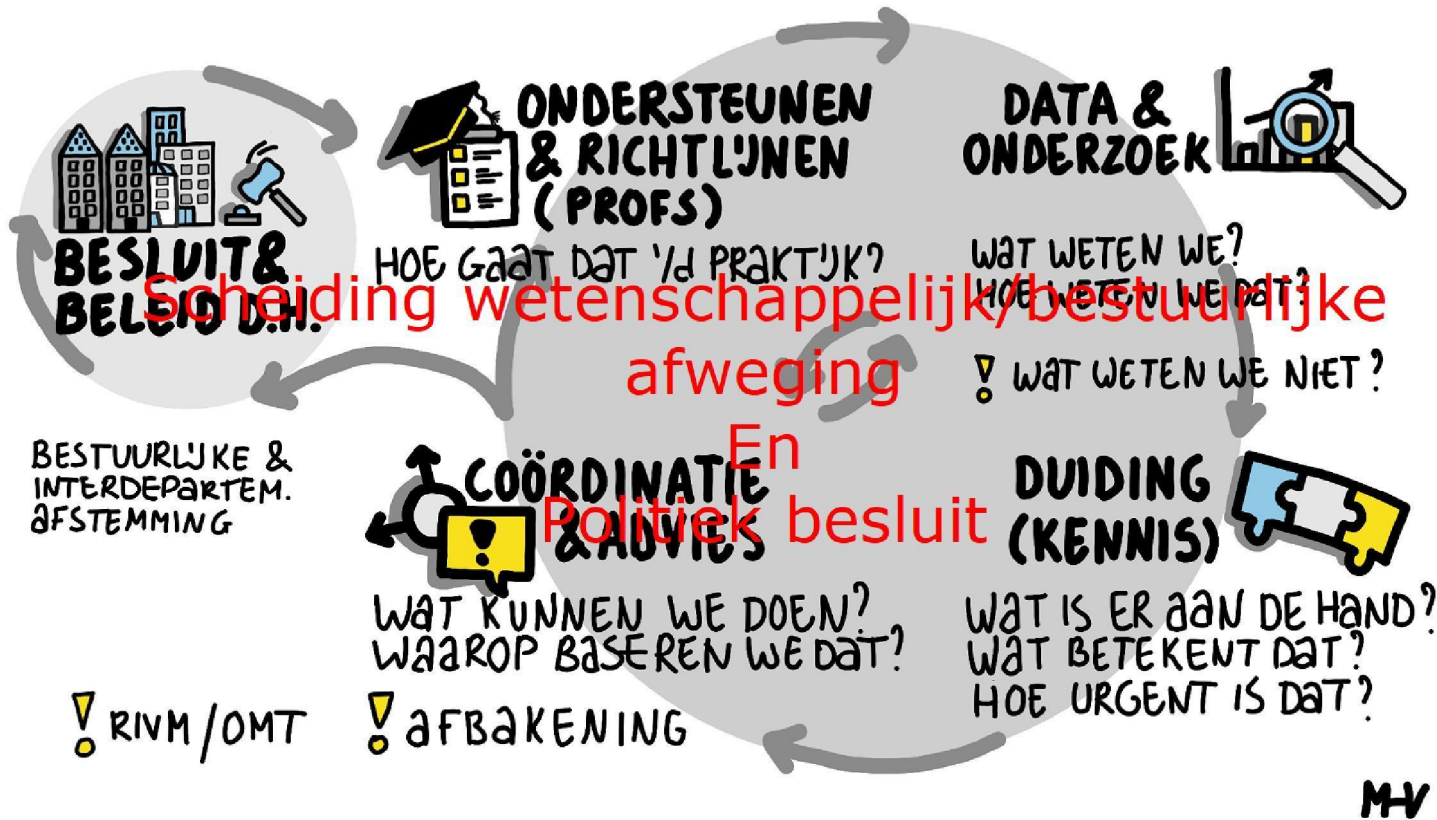 ONDERSTEUNEN
& RICHTLIJNEN
(PROFS)
HOE GAAT DAT '/d PRAKTIJK?
DATA &
ONDERZOEK
WAT WETEN WE?
HOE WETEN WE DAT?
! WAT WETEN WE NIET?
BESLUIT&
BELEID D.H.
Scheiding wetenschappelijk/bestuurlijke
afweging
En
Politiek besluit
BESTUURLIJKE &
INTERDEPARTEM.
AFSTEMMING
COÖRDINATIE
& ADVIES
WAT KUNNEN WE DOEN?
WAAROP BASEREN WE DAT?
DUIDING
(KENNIS)
WAT IS ER AAN DE HAND?
WAT BETEKENT DAT?
HOE URGENT IS DAT?
! RIVM/OMT
! AFBAKENING
M-V